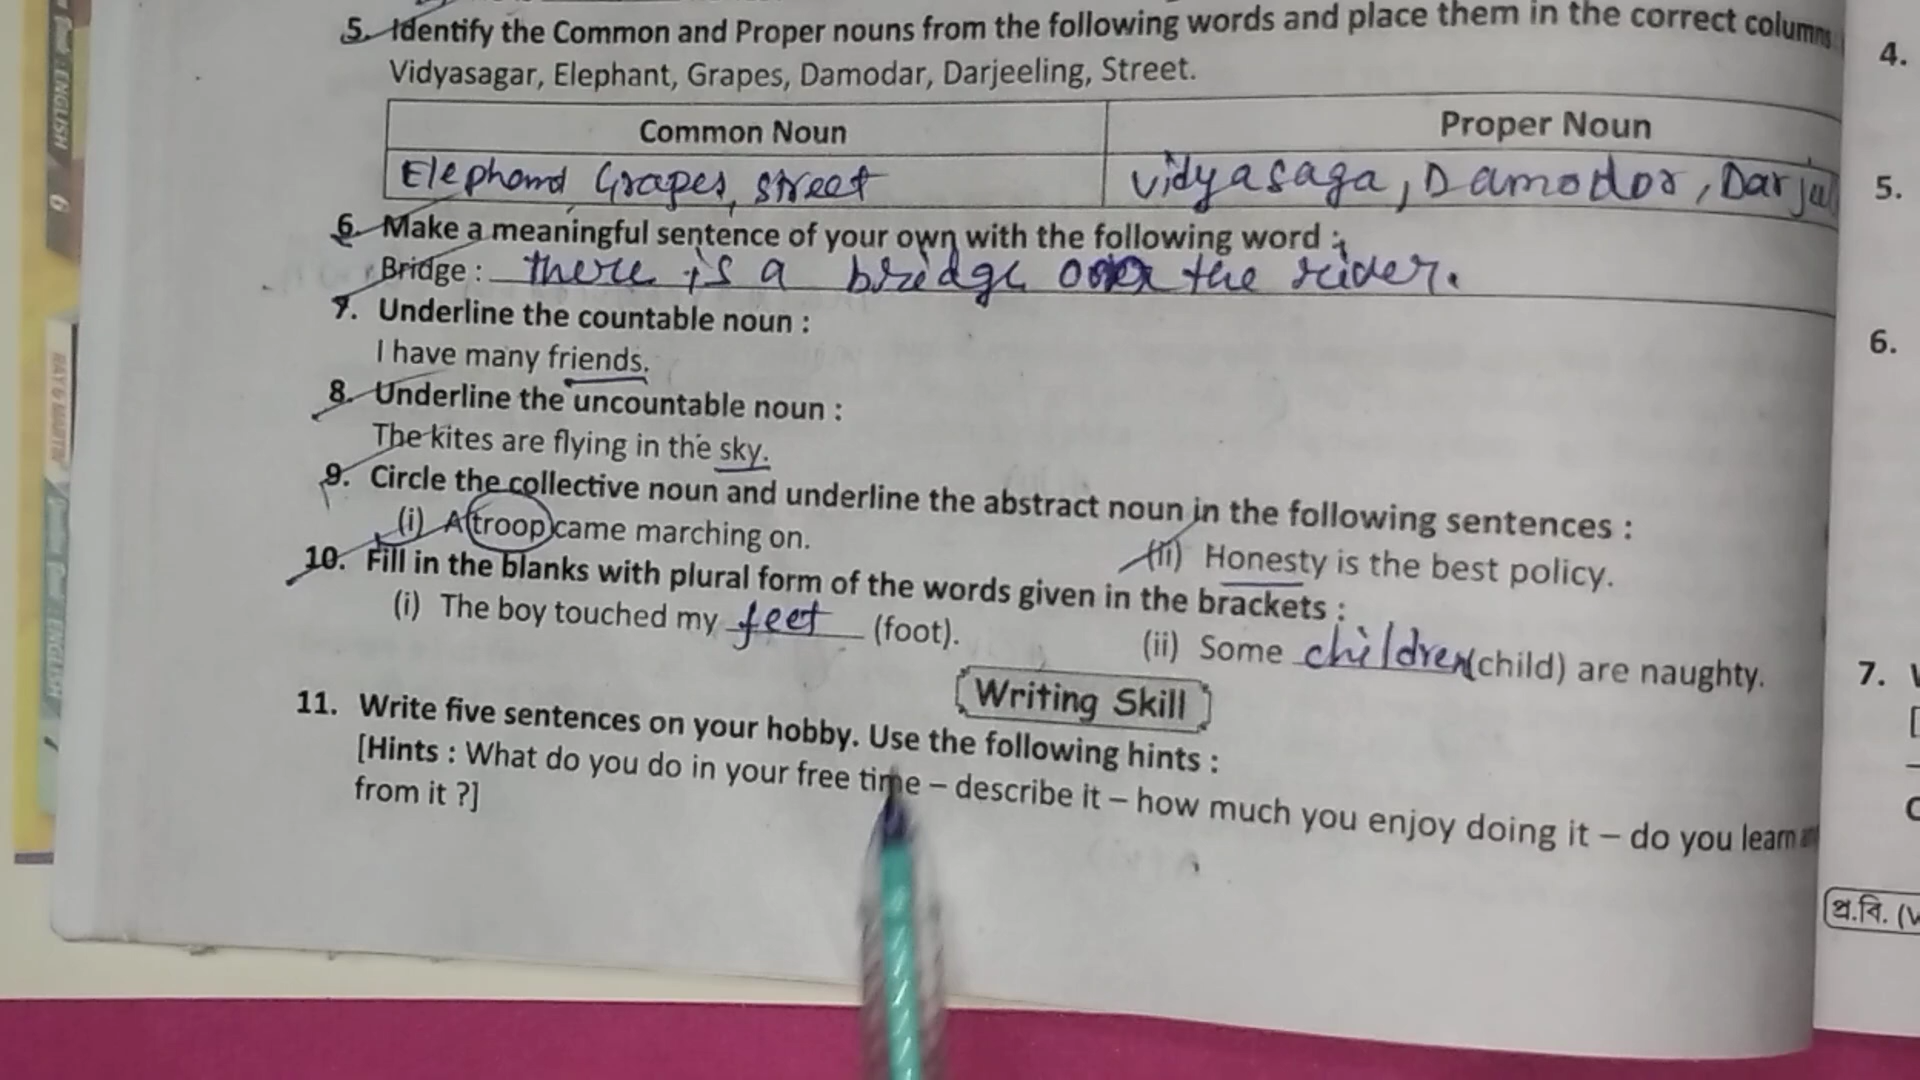 5. Identify the Common and Proper nouns from the following words and place them in the correct columns
Vidyasagar, Elephant, Grapes, Damodar, Darjeeling, Street.
Common Noun
Proper Noun
Elephand Grapes, street
Vidyasaga, Damodor, Darjul
6. Make a meaningful sentence of your own with the following word :
Bridge : there is a bridge over the river.
7. Underline the countable noun :
I have many friends.
8. Underline the uncountable noun :
The kites are flying in the sky.
9. Circle the collective noun and underline the abstract noun in the following sentences :
(i) A troop came marching on.
(ii) Honesty is the best policy.
10. Fill in the blanks with plural form of the words given in the brackets :
(i) The boy touched my feet (foot).
(ii) Some children (child) are naughty.
Writing Skill
11. Write five sentences on your hobby. Use the following hints :
[Hints : What do you do in your free time – describe it – how much you enjoy doing it – do you learn
from it ?]
4.
5.
6.
7.
প্র.বি.
ENGLISH 6
RAY & MARTIN
ENGLISH 7